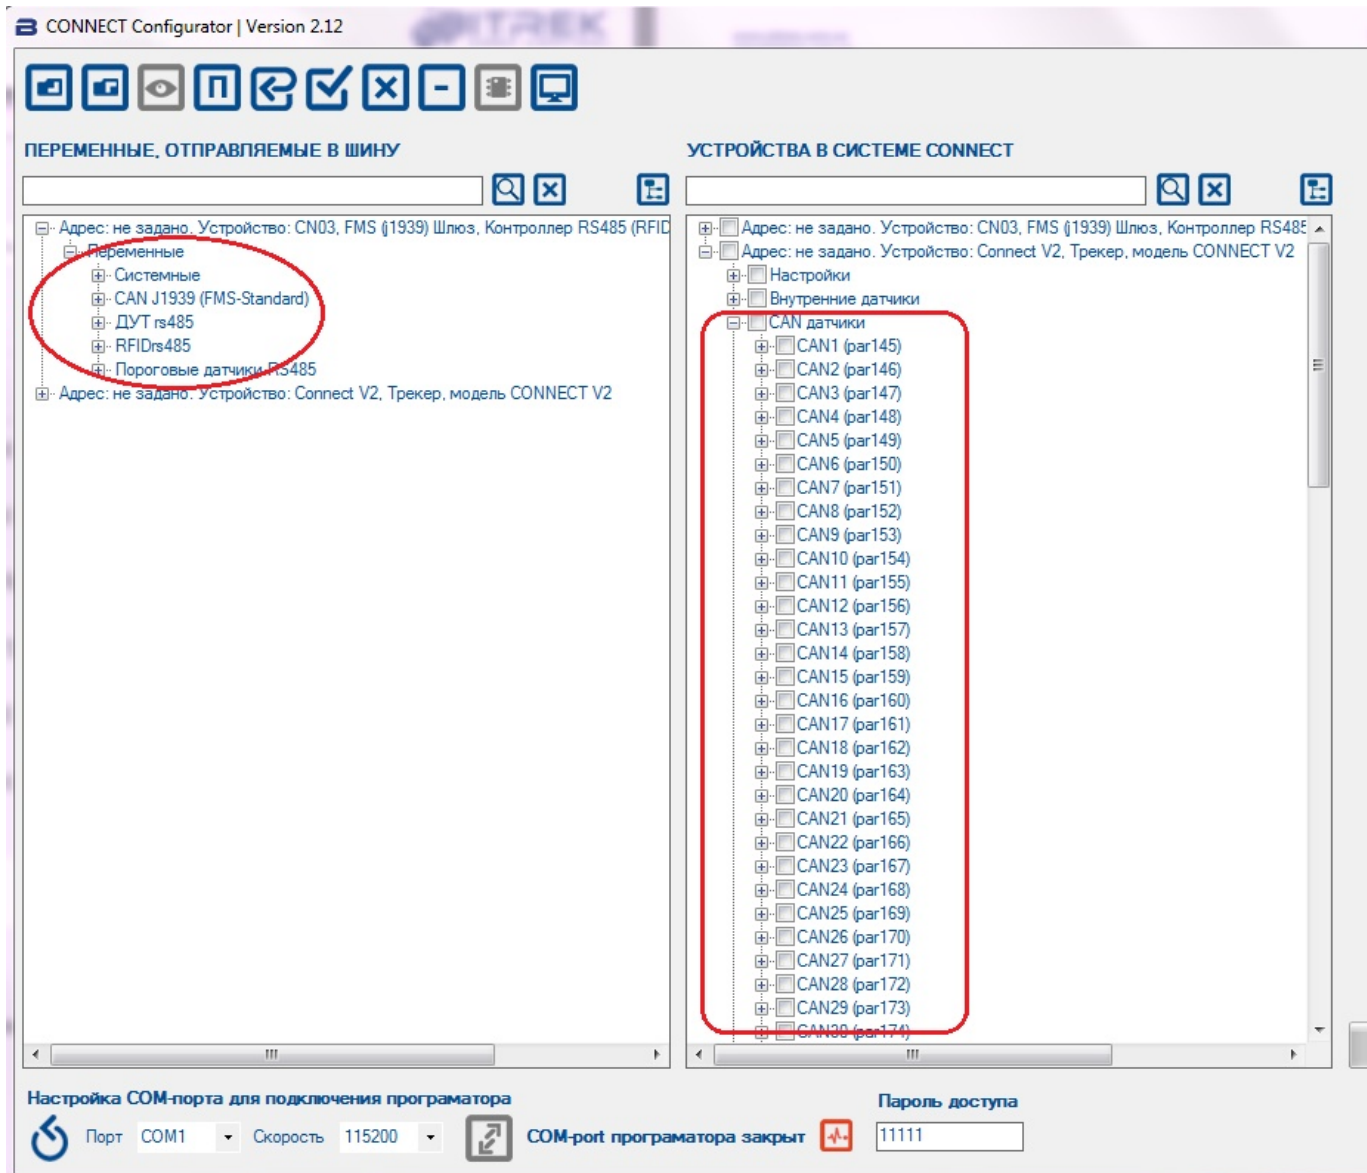 CONNECT Configurator | Version 2.12
ПЕРЕМЕННЫЕ, ОТПРАВЛЯЕМЫЕ В ШИНУ
Адрес: не задано. Устройство: CN03, FMS (j1939) Шлюз, Контроллер RS485 (RFID
Переменные
Системные
CAN J1939 (FMS-Standard)
ДУТ rs485
RFIDrs485
Пороговые датчики RS485
Адрес: не задано. Устройство: Connect V2, Трекер, модель CONNECT V2
УСТРОЙСТВА В СИСТЕМЕ CONNECT
Адрес: не задано. Устройство: CN03, FMS (j1939) Шлюз, Контроллер RS485
Адрес: не задано. Устройство: Connect V2, Трекер, модель CONNECT V2
Настройки
Внутренние датчики
CAN датчики
CAN1 (par145)
CAN2 (par146)
CAN3 (par147)
CAN4 (par148)
CAN5 (par149)
CAN6 (par150)
CAN7 (par151)
CAN8 (par152)
CAN9 (par153)
CAN10 (par154)
CAN11 (par155)
CAN12 (par156)
CAN13 (par157)
CAN14 (par158)
CAN15 (par159)
CAN16 (par160)
CAN17 (par161)
CAN18 (par162)
CAN19 (par163)
CAN20 (par164)
CAN21 (par165)
CAN22 (par166)
CAN23 (par167)
CAN24 (par168)
CAN25 (par169)
CAN26 (par170)
CAN27 (par171)
CAN28 (par172)
CAN29 (par173)
CAN30 (par174)
Настройка COM-порта для подключения програматора
Порт COM1 Скорость 115200
COM-port програматора закрыт
Пароль доступа
11111